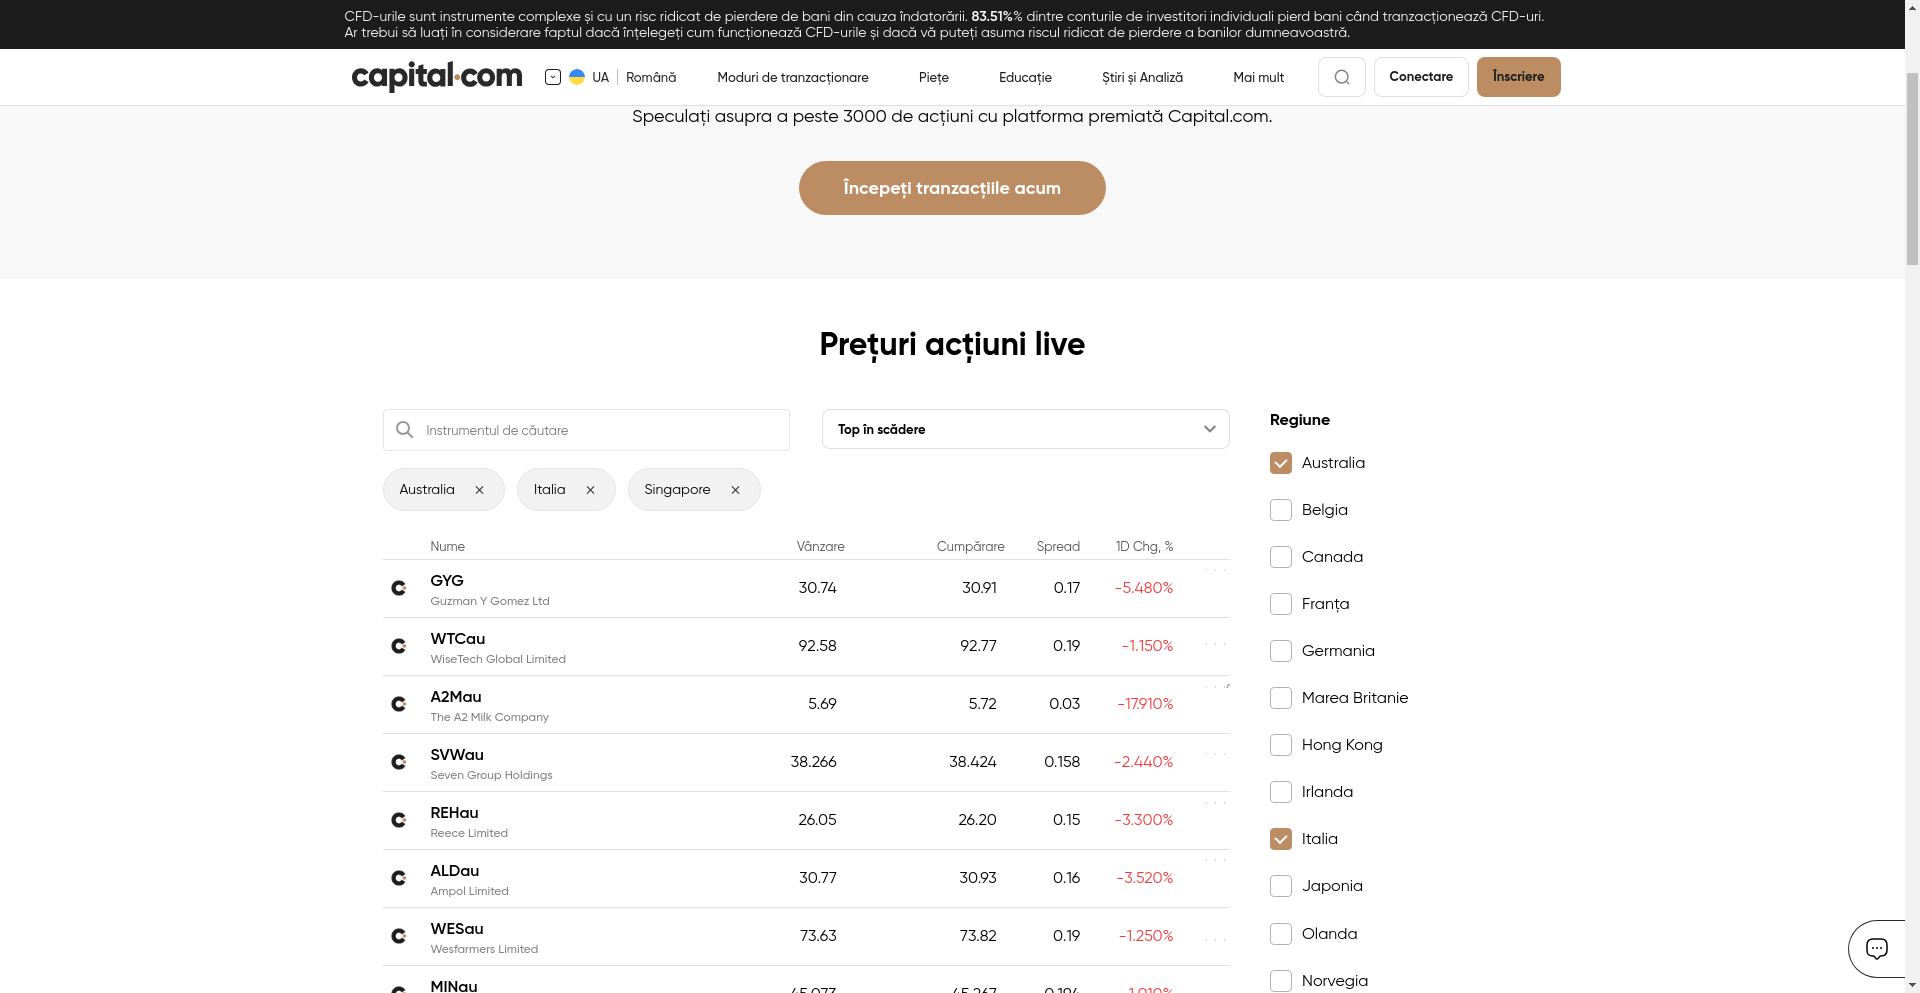 CFD-urile sunt instrumente complexe și cu un risc ridicat de pierdere de bani din cauza îndatorării. 83.51%% dintre conturile de investitori individuali pierd bani când tranzacționează CFD-uri.
Ar trebui să luați în considerare faptul dacă înțelegeți cum funcționează CFD-urile și dacă vă puteți asuma riscul ridicat de pierdere a banilor dumneavoastră.
capital.com UA Română Moduri de tranzacționare Piețe Educație Știri și Analiză Mai mult Conectare Înscriere
Speculați asupra a peste 3000 de acțiuni cu platforma premiată Capital.com.
Începeți tranzacțiile acum
Prețuri acțiuni live
Instrumentul de căutare
Top în scădere
Australia Italia Singapore
Nume Vânzare Cumpărare Spread 1D Chg, %
GYG 30.74 30.91 0.17 -5.480%
Guzman Y Gomez Ltd
WTCau 92.58 92.77 0.19 -1.150%
WiseTech Global Limited
A2Mau 5.69 5.72 0.03 -17.910%
The A2 Milk Company
SVWau 38.266 38.424 0.158 -2.440%
Seven Group Holdings
REHau 26.05 26.20 0.15 -3.300%
Reece Limited
ALDau 30.77 30.93 0.16 -3.520%
Ampol Limited
WESau 73.63 73.82 0.19 -1.250%
Wesfarmers Limited
MINau 45.073 45.267 0.194 -1.010%
Regiune
Australia
Belgia
Canada
Franța
Germania
Marea Britanie
Hong Kong
Irlanda
Italia
Japonia
Olanda
Norvegia